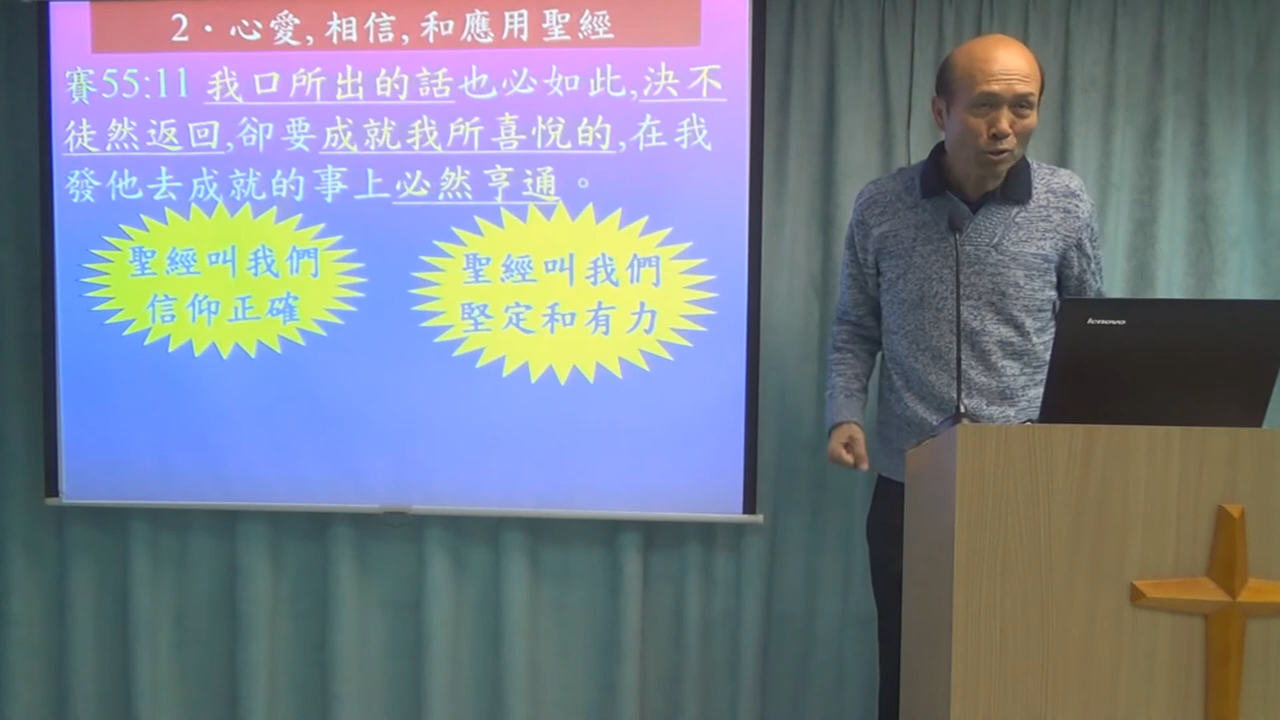 2．心愛,相信,和應用聖經
賽55:11 我口所出的話也必如此,決不
徒然返回,卻要成就我所喜悅的,在我
發他去成就的事上必然亨通。
聖經叫我們
信仰正確
聖經叫我們
堅定和有力
lenovo